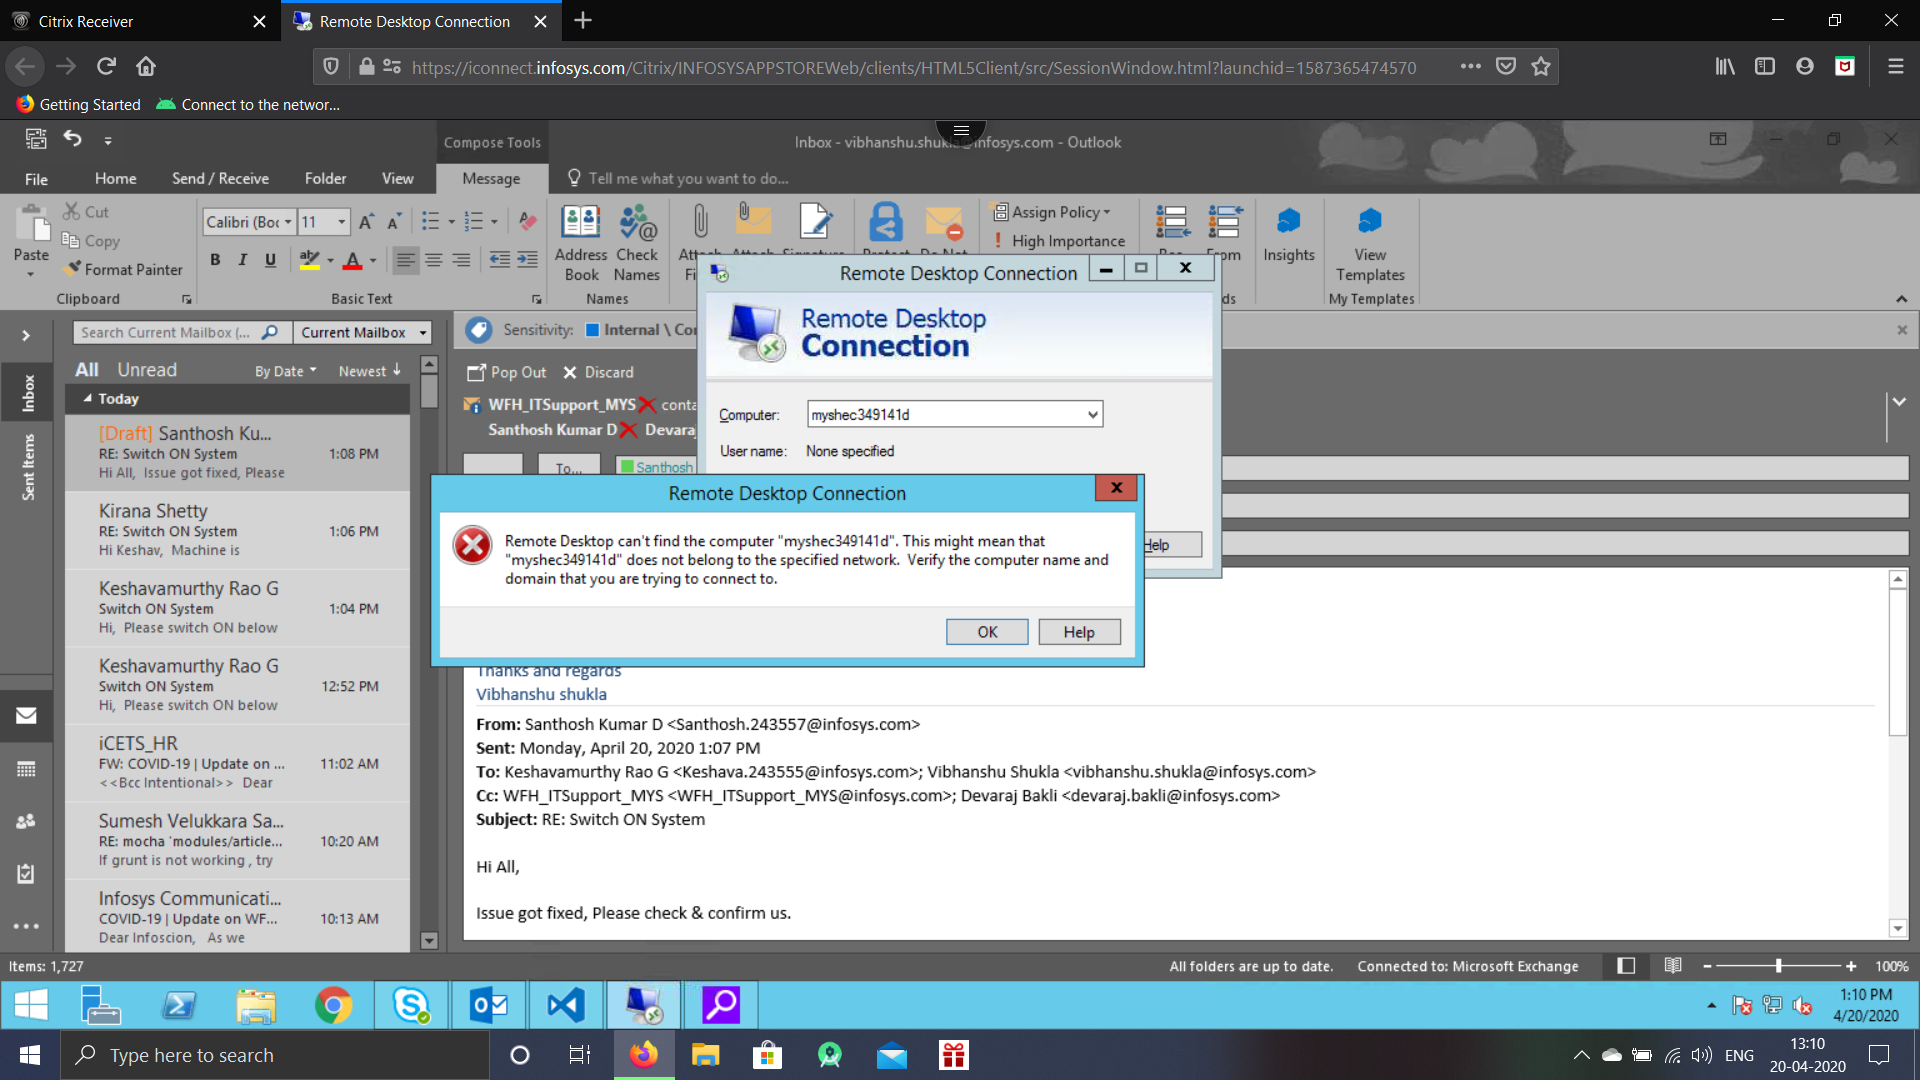 Citrix Receiver
Remote Desktop Connection
https://iconnect.infosys.com/Citrix/INFOSYSAPPSTOREWeb/clients/HTML5Client/src/SessionWindow.html?launchid=1587365474570
Getting Started
Connect to the networ...
Compose Tools
Inbox - vibhanshu.shukla@infosys.com - Outlook
File
Home
Send / Receive
Folder
View
Message
Tell me what you want to do...
Paste
Cut
Copy
Format Painter
Clipboard
Calibri (Boc
11
B I U
Basic Text
Address Book
Check Names
Names
Assign Policy
High Importance
Insights
View Templates
My Templates
Search Current Mailbox (...
Current Mailbox
All Unread
By Date Newest
Today
Inbox
Sent Items
[Draft] Santhosh Ku...
RE: Switch ON System 1:08 PM
Hi All, Issue got fixed, Please
Kirana Shetty
RE: Switch ON System 1:06 PM
Hi Keshav, Machine is
Keshavamurthy Rao G
Switch ON System 1:04 PM
Hi, Please switch ON below
Keshavamurthy Rao G
Switch ON System 12:52 PM
Hi, Please switch ON below
iCETS_HR
FW: COVID-19 | Update on ... 11:02 AM
<<Bcc Intentional>> Dear
Sumesh Velukkara Sa...
RE: mocha 'modules/article... 10:20 AM
If grunt is not working , try
Infosys Communicati...
COVID-19 | Update on WF... 10:13 AM
Dear Infoscion, As we
Sensitivity: Internal \ Co
Pop Out Discard
WFH_ITSupport_MYS conta
Santhosh Kumar D Devaraj
To...
Santhosh
Remote Desktop Connection
Remote Desktop
Connection
Computer: myshec349141d
User name: None specified
Help
Remote Desktop Connection
Remote Desktop can't find the computer "myshec349141d". This might mean that
"myshec349141d" does not belong to the specified network. Verify the computer name and
domain that you are trying to connect to.
OK
Help
Thanks and regards
Vibhanshu shukla
From: Santhosh Kumar D <Santhosh.243557@infosys.com>
Sent: Monday, April 20, 2020 1:07 PM
To: Keshavamurthy Rao G <Keshava.243555@infosys.com>; Vibhanshu Shukla <vibhanshu.shukla@infosys.com>
Cc: WFH_ITSupport_MYS <WFH_ITSupport_MYS@infosys.com>; Devaraj Bakli <devaraj.bakli@infosys.com>
Subject: RE: Switch ON System
Hi All,
Issue got fixed, Please check & confirm us.
Items: 1,727
All folders are up to date.
Connected to: Microsoft Exchange
100%
1:10 PM
4/20/2020
Type here to search
ENG
13:10
20-04-2020